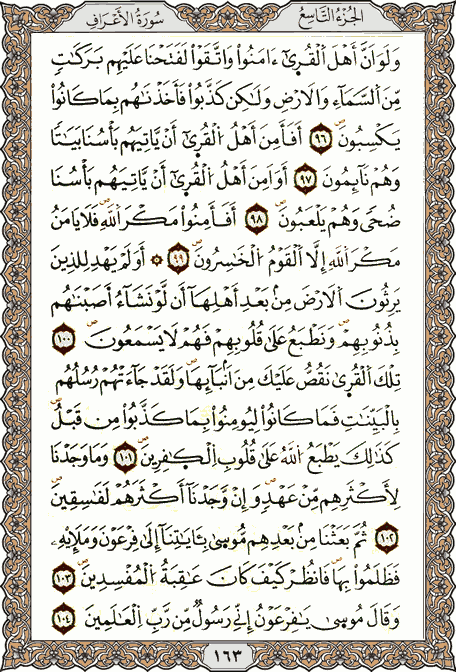 الجزء التاسع
سورة الأعراف
وَلَوْ أَنَّ أَهْلَ ٱلْقُرَىٰٓ ءَامَنُوا۟ وَٱتَّقَوْا۟ لَفَتَحْنَا عَلَيْهِم بَرَكَٰتٍ
مِّنَ ٱلسَّمَآءِ وَٱلْأَرْضِ وَلَٰكِن كَذَّبُوا۟ فَأَخَذْنَٰهُم بِمَا كَانُوا۟
يَكْسِبُونَ ٩٦ أَفَأَمِنَ أَهْلُ ٱلْقُرَىٰٓ أَن يَأْتِيَهُم بَأْسُنَا بَيَٰتًا
وَهُمْ نَآئِمُونَ ٩٧ أَوَ أَمِنَ أَهْلُ ٱلْقُرَىٰٓ أَن يَأْتِيَهُم بَأْسُنَا
ضُحًى وَهُمْ يَلْعَبُونَ ٩٨ أَفَأَمِنُوا۟ مَكْرَ ٱللَّهِ فَلَا يَأْمَنُ
مَكْرَ ٱللَّهِ إِلَّا ٱلْقَوْمُ ٱلْخَٰسِرُونَ ٩٩ ۞ أَوَلَمْ يَهْدِ لِلَّذِينَ
يَرِثُونَ ٱلْأَرْضَ مِنۢ بَعْدِ أَهْلِهَآ أَن لَّوْ نَشَآءُ أَصَبْنَٰهُم
بِذُنُوبِهِمْ وَنَطْبَعُ عَلَىٰ قُلُوبِهِمْ فَهُمْ لَا يَسْمَعُونَ ١٠٠
تِلْكَ ٱلْقُرَىٰ نَقُصُّ عَلَيْكَ مِنْ أَنۢبَآئِهَا وَلَقَدْ جَآءَتْهُمْ رُسُلُهُم
بِٱلْبَيِّنَٰتِ فَمَا كَانُوا۟ لِيُؤْمِنُوا۟ بِمَا كَذَّبُوا۟ مِن قَبْلُ
كَذَٰلِكَ يَطْبَعُ ٱللَّهُ عَلَىٰ قُلُوبِ ٱلْكَٰفِرِينَ ١٠١ وَمَا وَجَدْنَا
لِأَكْثَرِهِم مِّنْ عَهْدٍ وَإِن وَجَدْنَآ أَكْثَرَهُمْ لَفَٰسِقِينَ
١٠٢ ثُمَّ بَعَثْنَا مِنۢ بَعْدِهِم مُّوسَىٰ بِـَٔايَٰتِنَآ إِلَىٰ فِرْعَوْنَ وَمَلَإِي۟هِ
فَظَلَمُوا۟ بِهَا فَٱنظُرْ كَيْفَ كَانَ عَٰقِبَةُ ٱلْمُفْسِدِينَ ١٠٣
وَقَالَ مُوسَىٰ يَٰفِرْعَوْنُ إِنِّى رَسُولٌ مِّن رَّبِّ ٱلْعَٰلَمِينَ ١٠٤
١٦٣